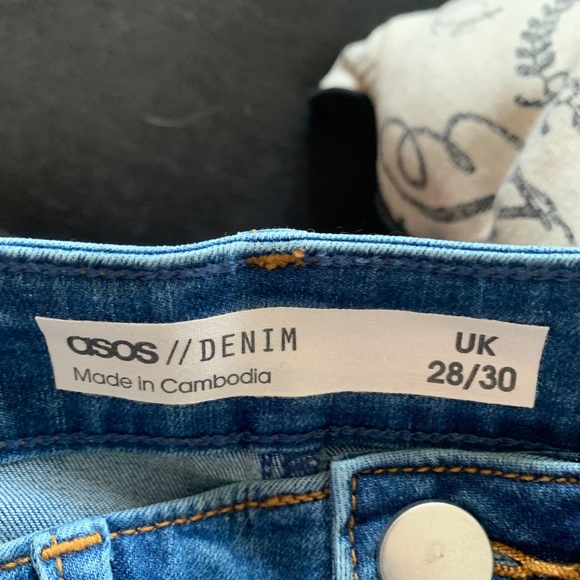 asos // DENIM
Made in Cambodia
UK
28/30